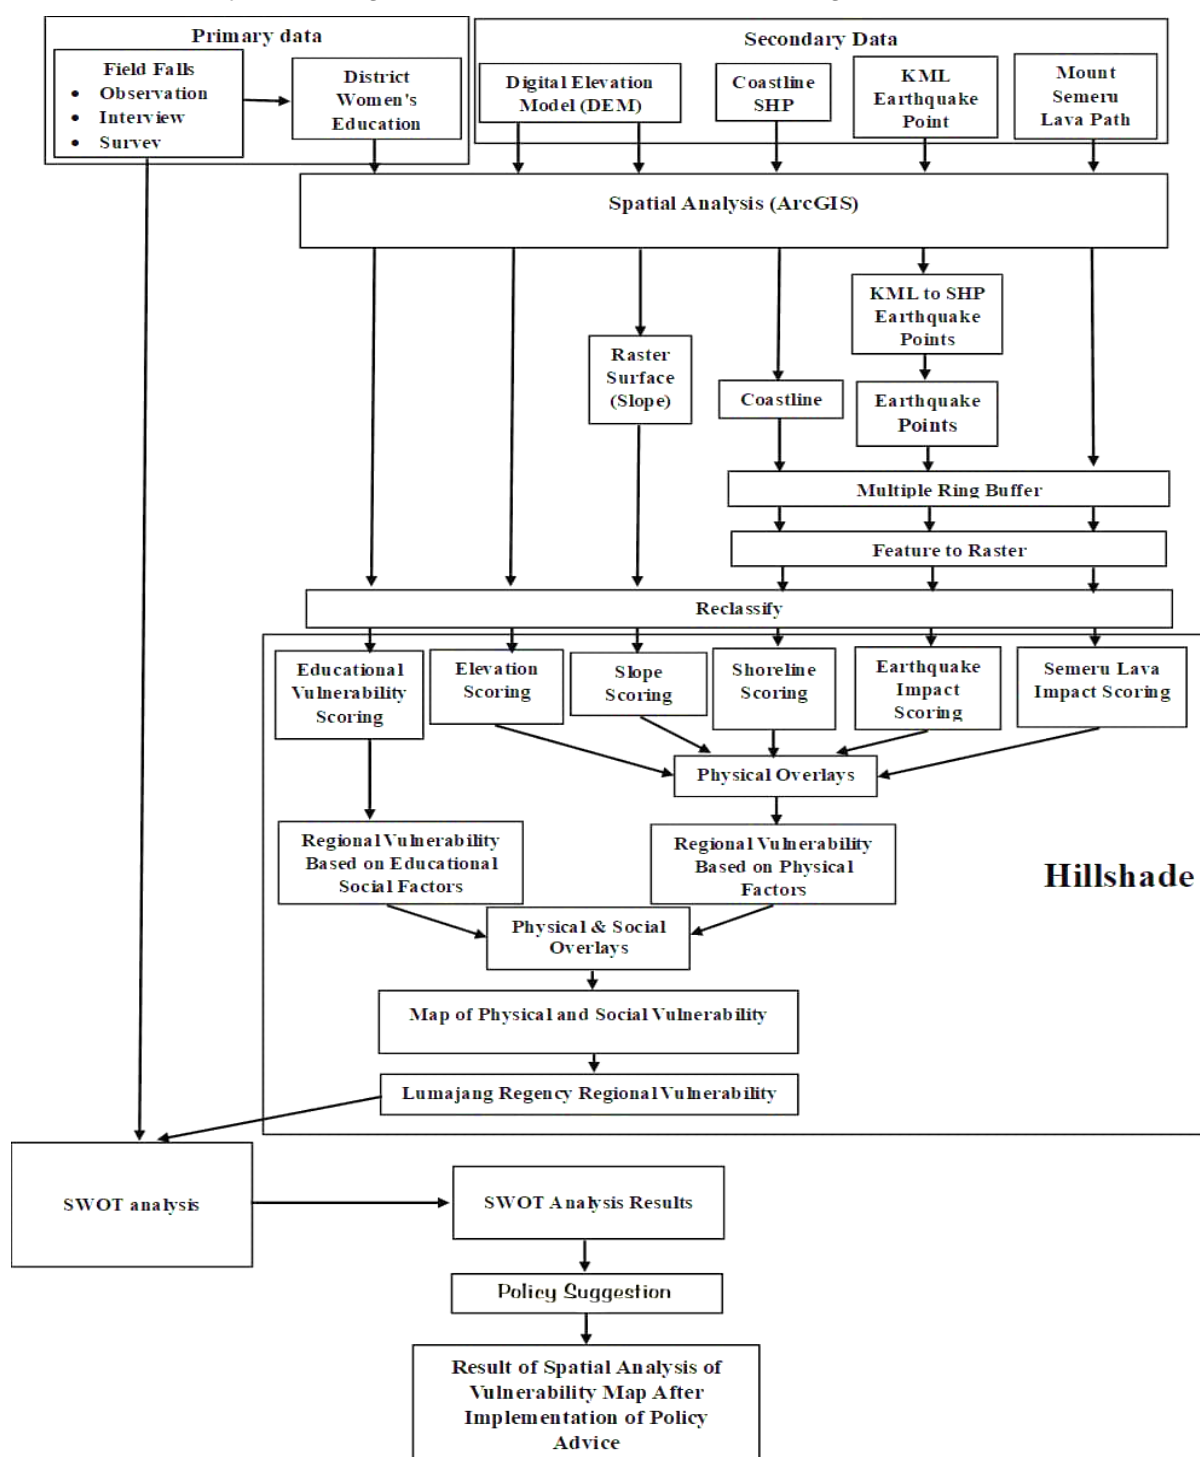 Primary data
Field Falls
• Observation
• Interview
• Survey
District
Women's
Education
Secondary Data
Digital Elevation
Model (DEM)
Coastline
SHP
KML
Earthquake
Point
Mount
Semeru
Lava Path
Spatial Analysis (ArcGIS)
KML to SHP
Earthquake
Points
Raster
Surface
(Slope)
Coastline
Earthquake
Points
Multiple Ring Buffer
Feature to Raster
Reclassify
Educational
Vulnerability
Scoring
Elevation
Scoring
Slope
Scoring
Shoreline
Scoring
Earthquake
Impact
Scoring
Semeru Lava
Impact Scoring
Physical Overlays
Regional Vulnerability
Based on Educational
Social Factors
Regional Vulnerability
Based on Physical
Factors
Hillshade
Physical & Social
Overlays
Map of Physical and Social Vulnerability
Lumajang Regency Regional Vulnerability
SWOT analysis
SWOT Analysis Results
Policy Suggestion
Result of Spatial Analysis of
Vulnerability Map After
Implementation of Policy
Advice